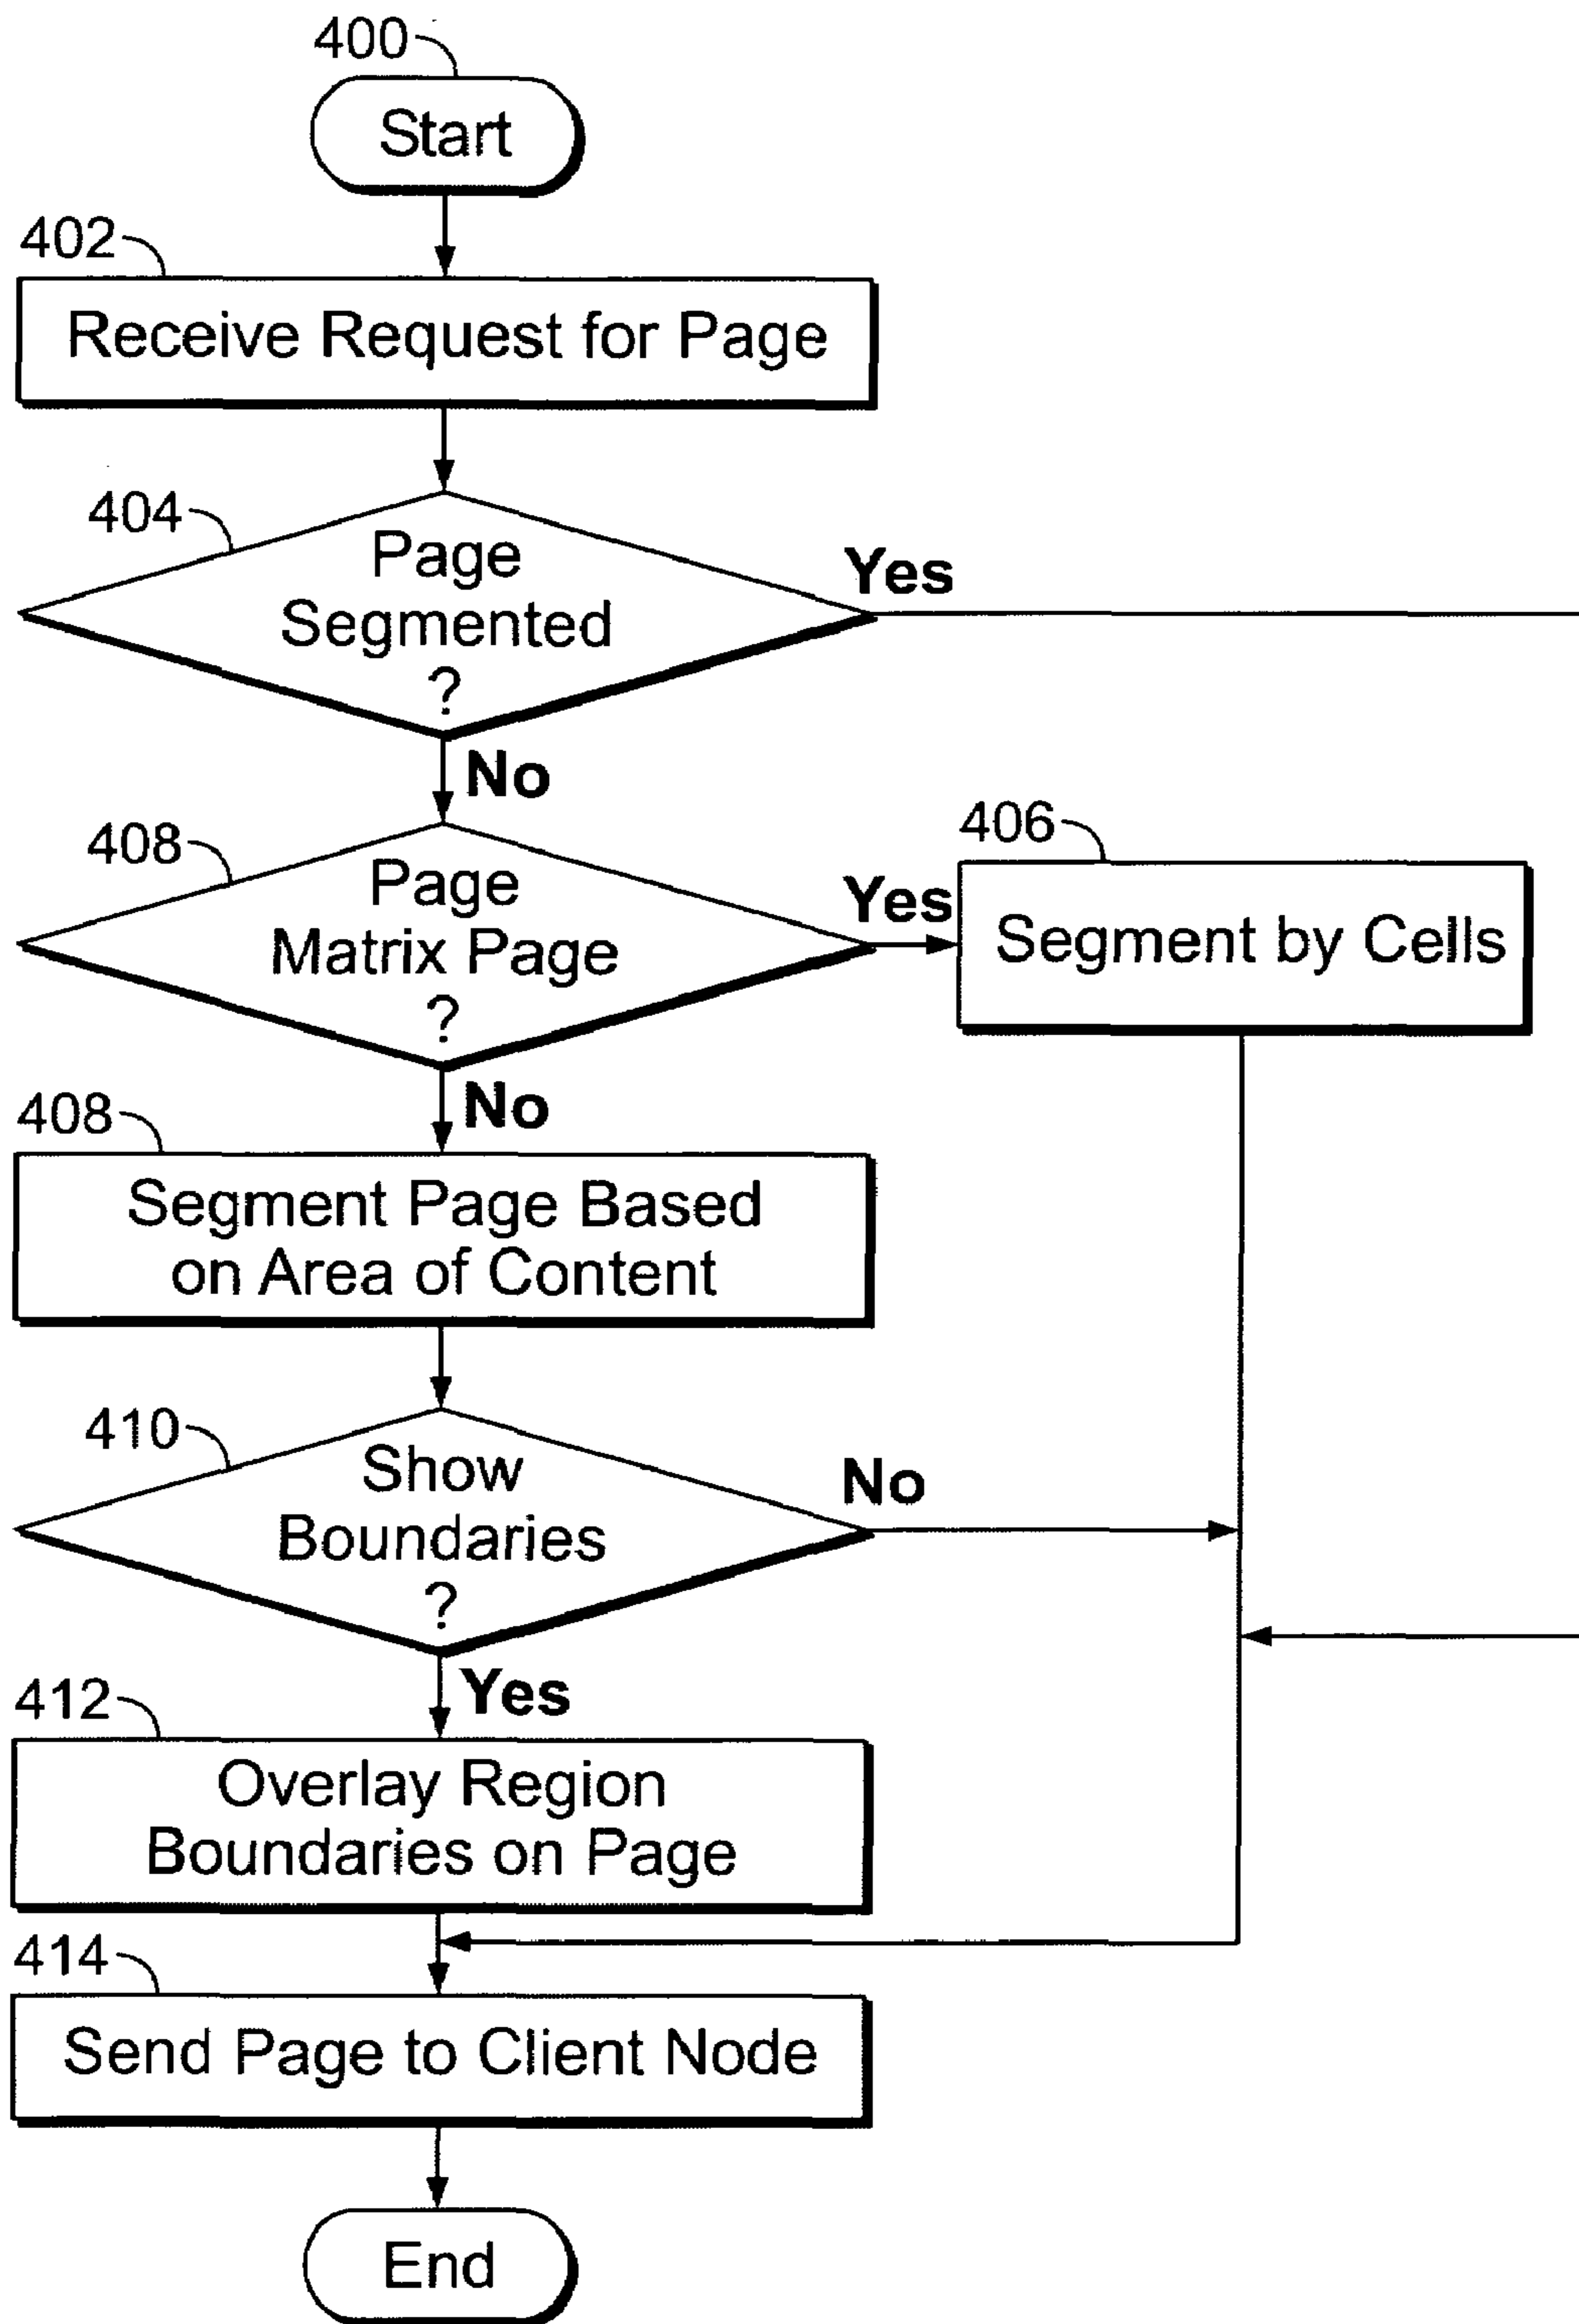 400
Start
402
Receive Request for Page
404
Page
Segmented
?
Yes
No
408
Page
Matrix Page
?
Yes
406
Segment by Cells
No
408
Segment Page Based
on Area of Content
410
Show
Boundaries
?
No
Yes
412
Overlay Region
Boundaries on Page
414
Send Page to Client Node
End